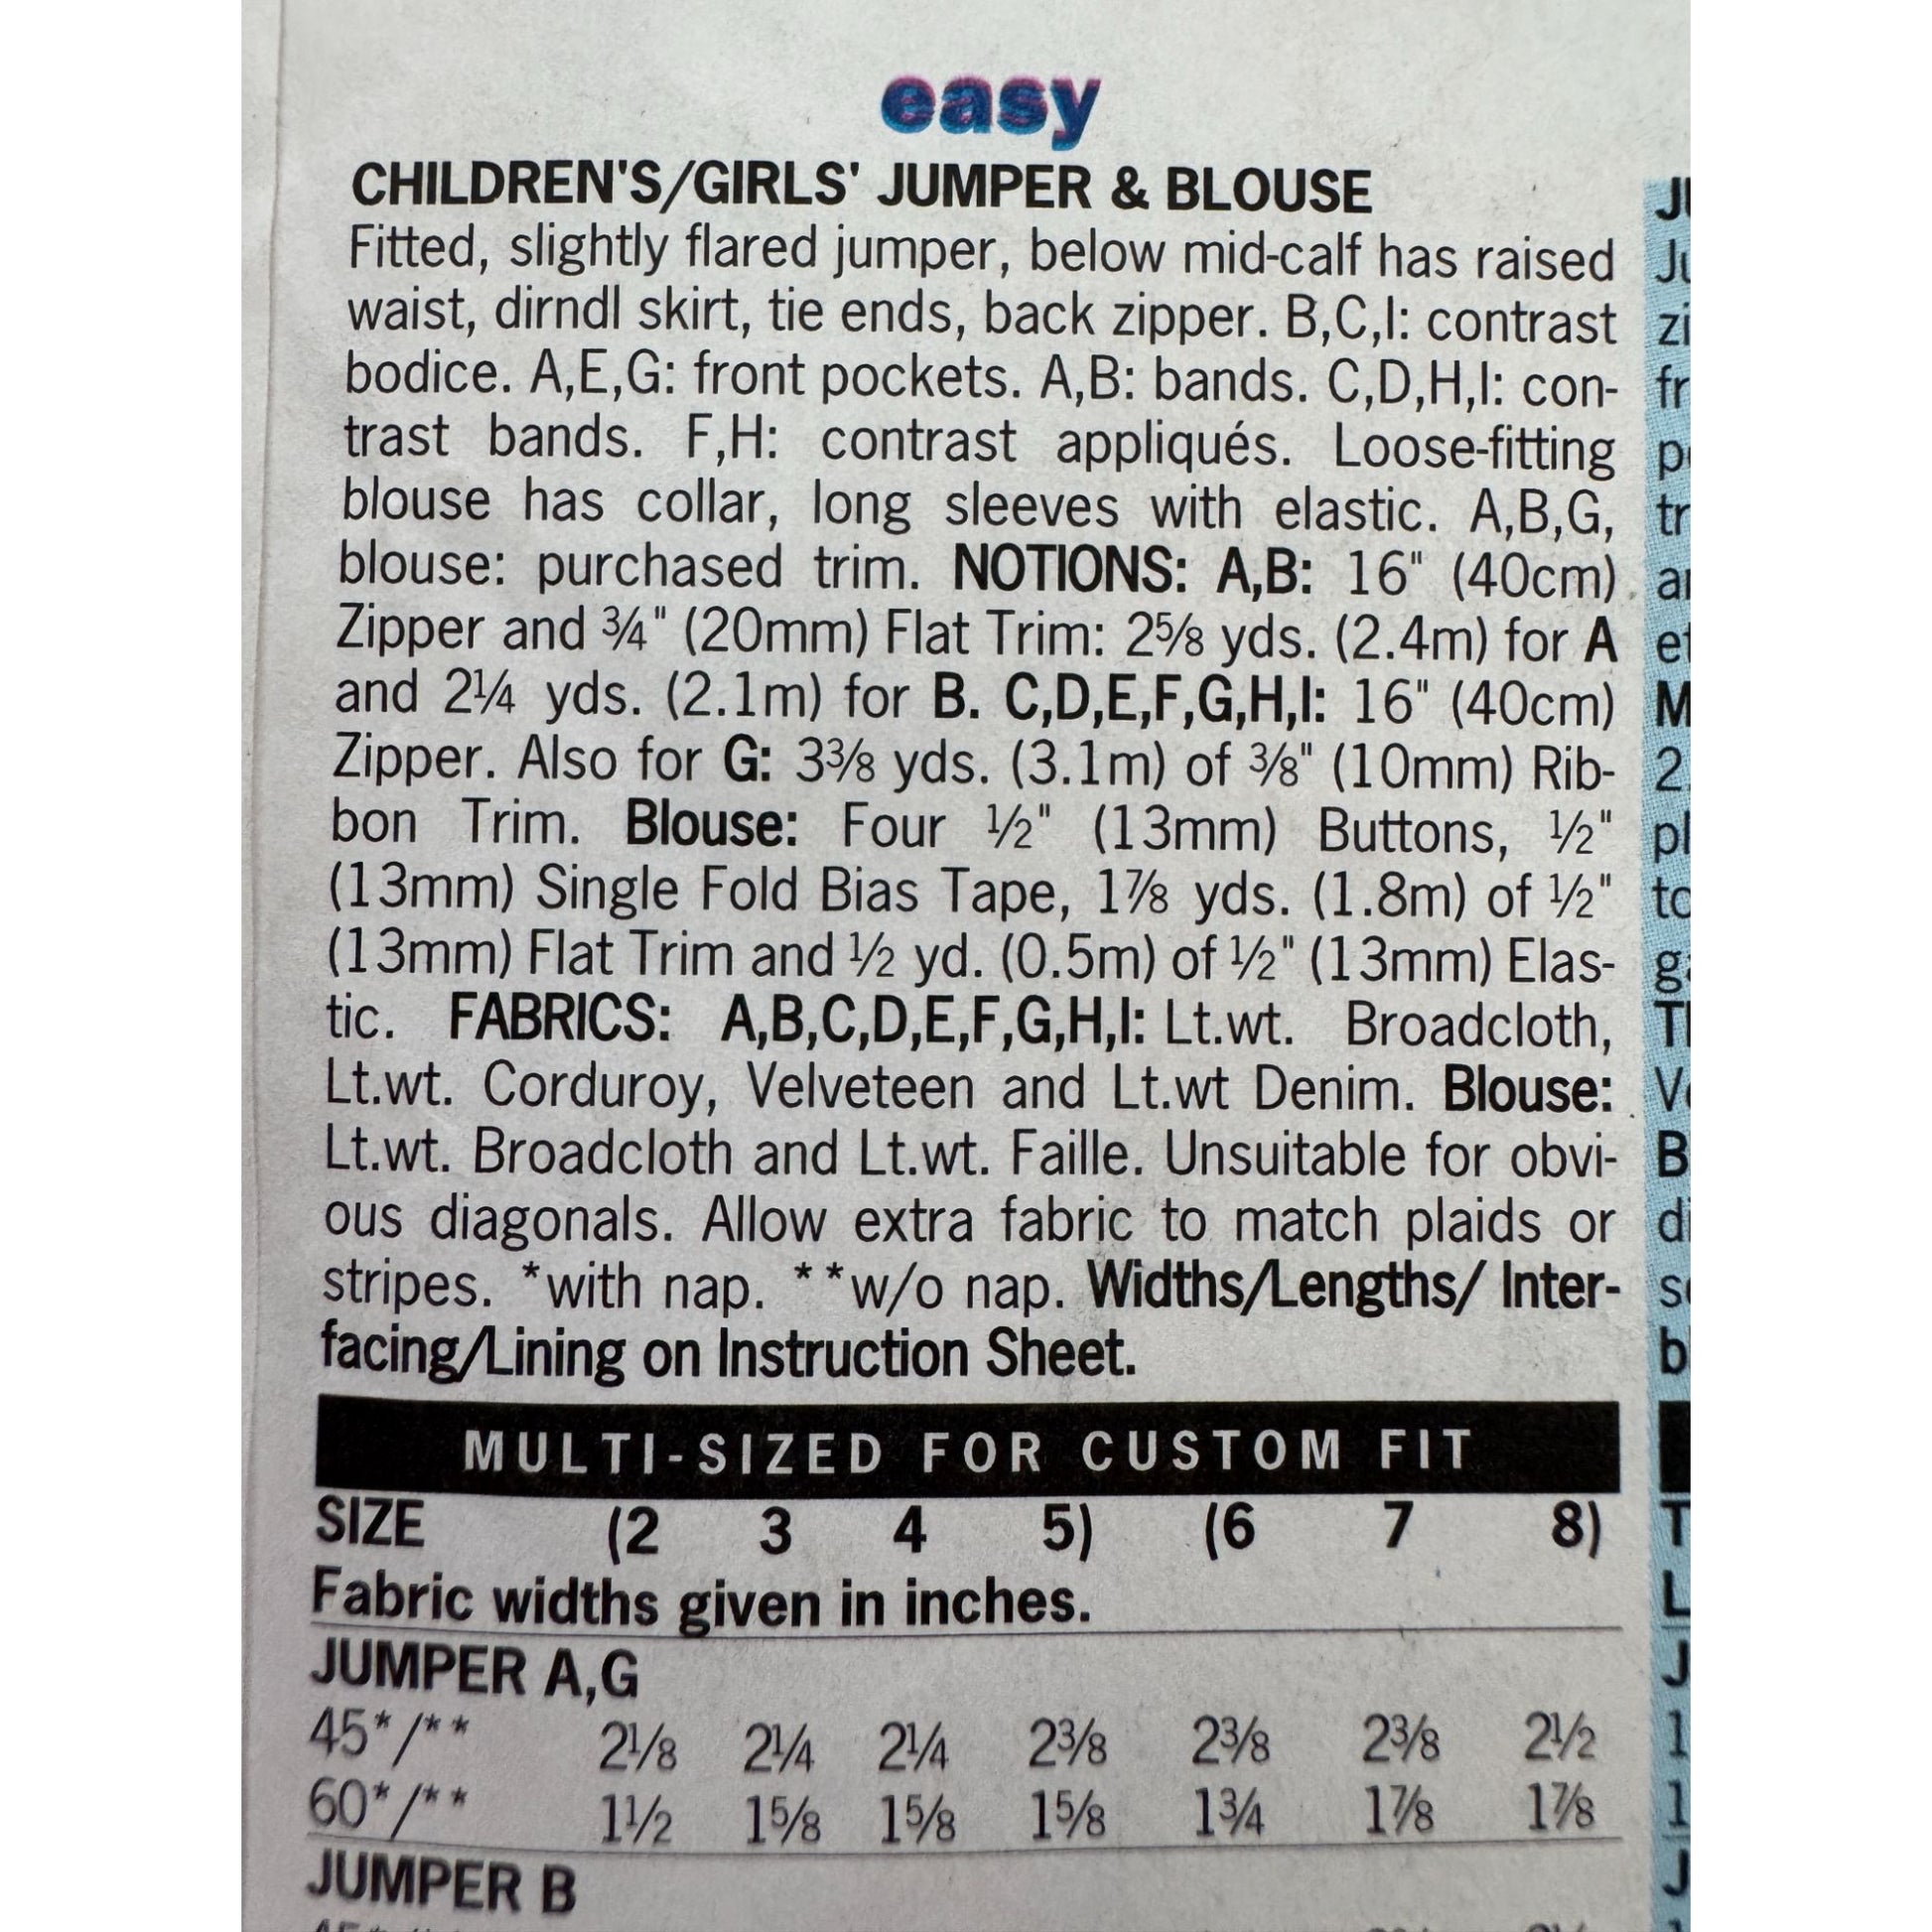 easy
CHILDREN'S/GIRLS' JUMPER & BLOUSE
Fitted, slightly flared jumper, below mid-calf has raised
waist, dirndl skirt, tie ends, back zipper. B,C,I: contrast
bodice. A,E,G: front pockets. A,B: bands. C,D,H,I: con-
trast bands. F,H: contrast appliqués. Loose-fitting
blouse has collar, long sleeves with elastic. A,B,G,
blouse: purchased trim. NOTIONS: A,B: 16" (40cm)
Zipper and ¾" (20mm) Flat Trim: 2⅝ yds. (2.4m) for A
and 2¼ yds. (2.1m) for B. C,D,E,F,G,H,I: 16" (40cm)
Zipper. Also for G: 3⅜ yds. (3.1m) of ⅜" (10mm) Rib-
bon Trim. Blouse: Four ½" (13mm) Buttons, ½"
(13mm) Single Fold Bias Tape, 1⅞ yds. (1.8m) of ½"
(13mm) Flat Trim and ½ yd. (0.5m) of ½" (13mm) Elas-
tic. FABRICS: A,B,C,D,E,F,G,H,I: Lt.wt. Broadcloth,
Lt.wt. Corduroy, Velveteen and Lt.wt Denim. Blouse:
Lt.wt. Broadcloth and Lt.wt. Faille. Unsuitable for obvi-
ous diagonals. Allow extra fabric to match plaids or
stripes. *with nap. **w/o nap. Widths/Lengths/ Inter-
facing/Lining on Instruction Sheet.
MULTI-SIZED FOR CUSTOM FIT
SIZE (2 3 4 5) (6 7 8)
Fabric widths given in inches.
JUMPER A,G
45*/** 2⅛ 2¼ 2¼ 2⅜ 2⅜ 2⅜ 2½
60*/** 1½ 1⅝ 1⅝ 1⅝ 1¾ 1⅞ 1⅞
JUMPER B